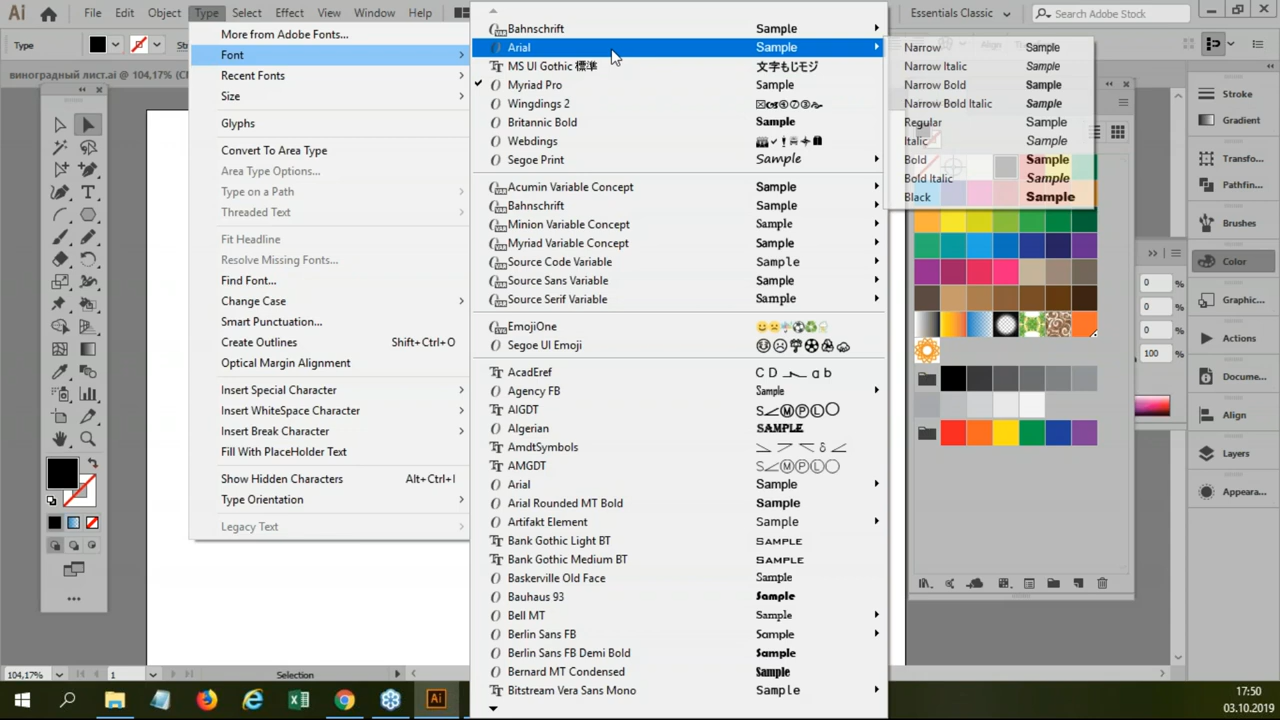 Ai File Edit Object Type Select Effect View Window Help
Essentials Classic
Search Adobe Stock
Type
виноградный лист.ai @ 104,17%
More from Adobe Fonts...
Font
Recent Fonts
Size
Glyphs
Convert To Area Type
Area Type Options...
Type on a Path
Threaded Text
Fit Headline
Resolve Missing Fonts...
Find Font...
Change Case
Smart Punctuation...
Create Outlines Shift+Ctrl+O
Optical Margin Alignment
Insert Special Character
Insert WhiteSpace Character
Insert Break Character
Fill With PlaceHolder Text
Show Hidden Characters Alt+Ctrl+I
Type Orientation
Legacy Text
Bahnschrift Sample
Arial Sample
MS UI Gothic 標準 文字もじモジ
Myriad Pro Sample
Wingdings 2
Britannic Bold Sample
Webdings
Segoe Print Sample
Acumin Variable Concept Sample
Bahnschrift Sample
Minion Variable Concept Sample
Myriad Variable Concept Sample
Source Code Variable Sample
Source Sans Variable Sample
Source Serif Variable Sample
EmojiOne
Segoe UI Emoji
AcadEref
Agency FB Sample
AIGDT
Algerian SAMPLE
AmdtSymbols
AMGDT
Arial Sample
Arial Rounded MT Bold Sample
Artifakt Element Sample
Bank Gothic Light BT SAMPLE
Bank Gothic Medium BT SAMPLE
Baskerville Old Face Sample
Bauhaus 93 Sample
Bell MT Sample
Berlin Sans FB Sample
Berlin Sans FB Demi Bold Sample
Bernard MT Condensed Sample
Bitstream Vera Sans Mono Sample
Narrow Sample
Narrow Italic Sample
Narrow Bold Sample
Narrow Bold Italic Sample
Regular Sample
Italic Sample
Bold Sample
Bold Italic Sample
Black Sample
0 %
0 %
0 %
100 %
Stroke
Gradient
Transfo...
Pathfin...
Brushes
Color
Graphic...
Actions
Docume...
Align
Layers
Appeara...
104,17% 1 Selection
Ai
17:50
03.10.2019